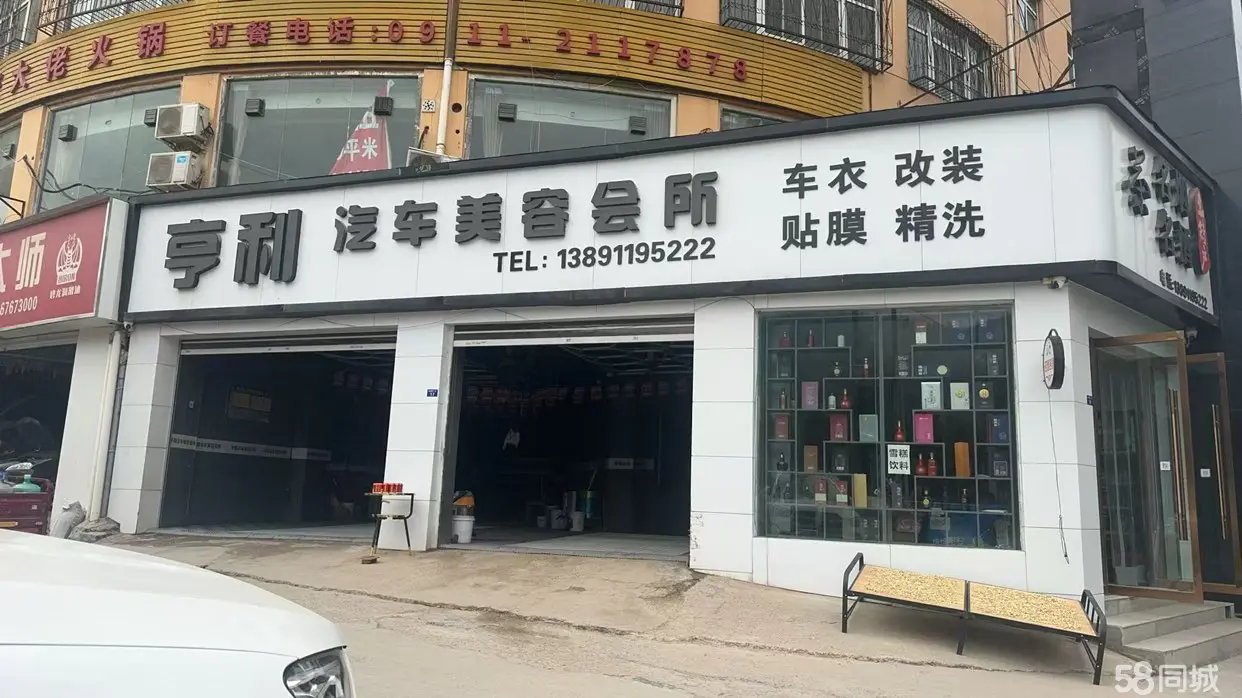 大佬火锅 订餐电话:0911-2117878
平米
大师
67673000
亨利 汽车美容会所
TEL: 13891195222
车衣 改装
贴膜 精洗
雪糕
饮料
58同城